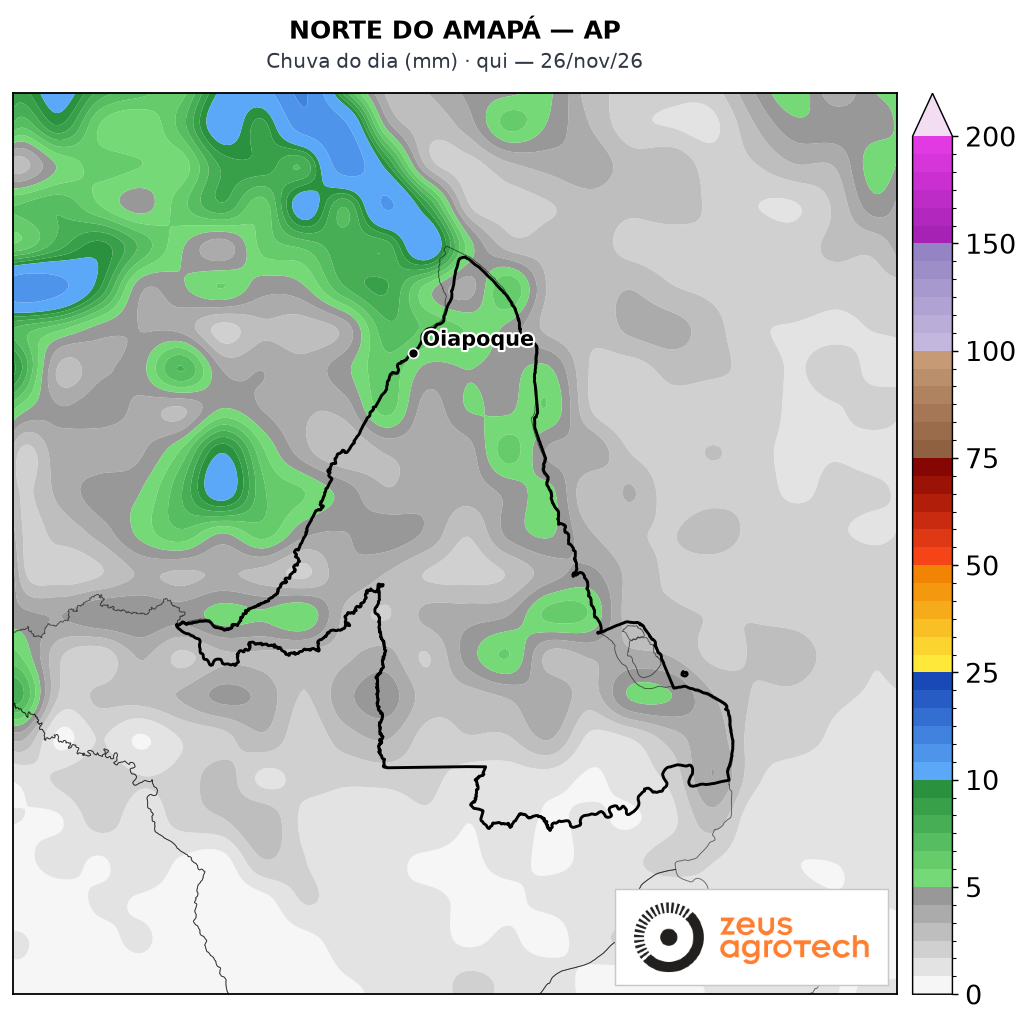 NORTE DO AMAPÁ — AP
Chuva do dia (mm) · qui — 26/nov/26
Oiapoque
200
150
100
75
50
25
10
5
0
zeus
agrotech